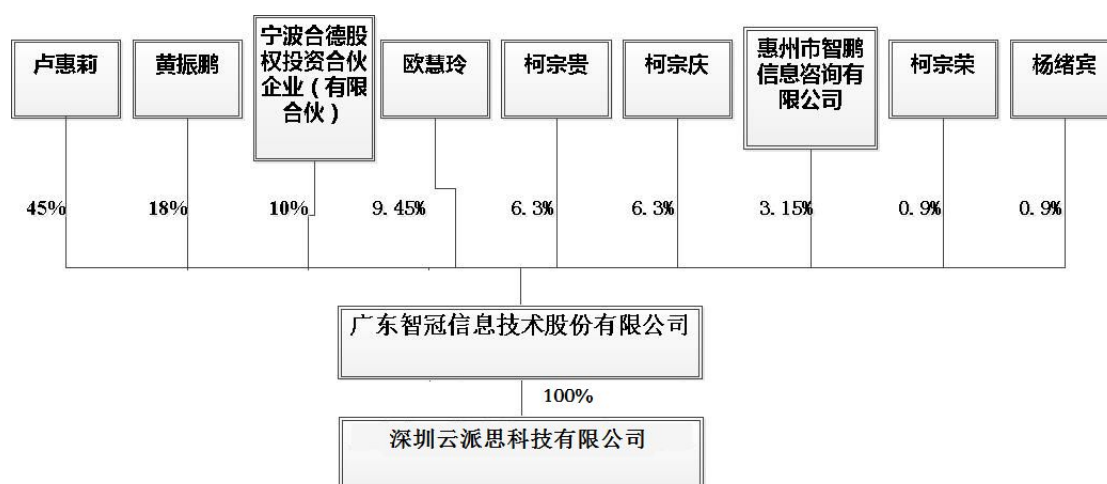 卢惠莉
黄振鹏
宁波合德股
权投资合伙
企业（有限
合伙）
欧慧玲
柯宗贵
柯宗庆
惠州市智鹏
信息咨询有
限公司
柯宗荣
杨绪宾
45%
18%
10%
9.45%
6.3%
6.3%
3.15%
0.9%
0.9%
广东智冠信息技术股份有限公司
100%
深圳云派思科技有限公司